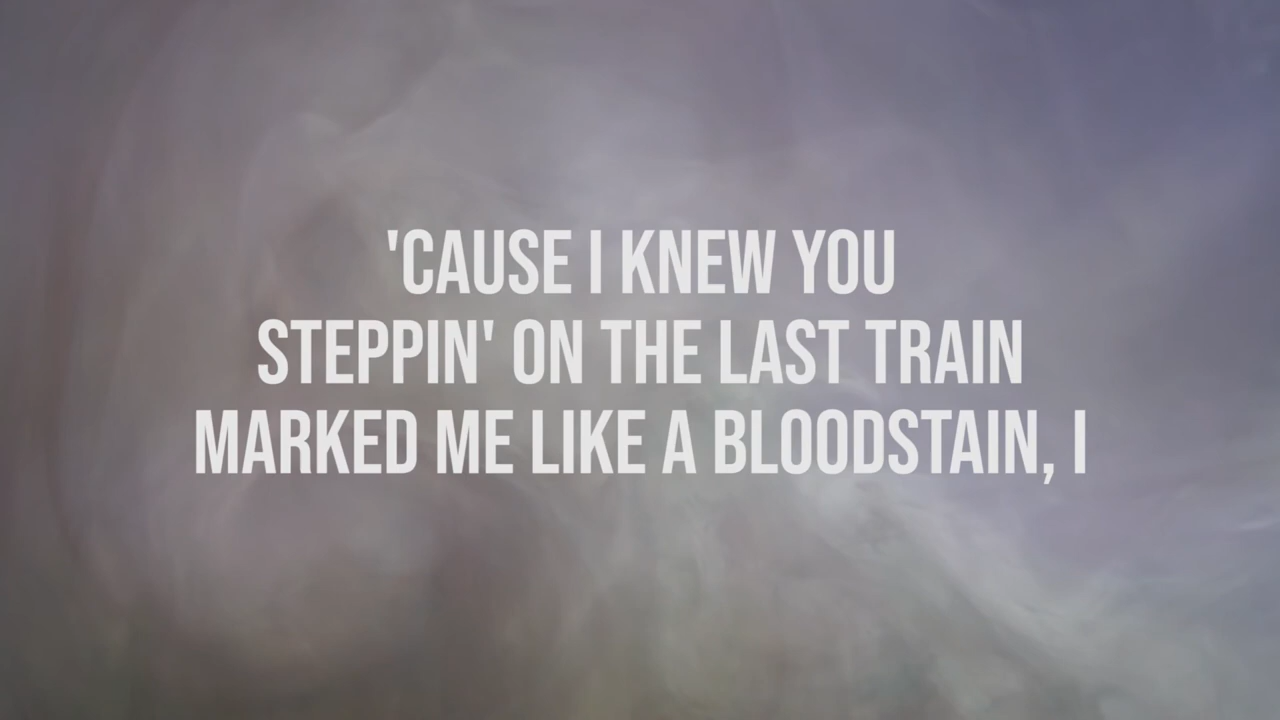 'CAUSE I KNEW YOU
STEPPIN' ON THE LAST TRAIN
MARKED ME LIKE A BLOODSTAIN, I